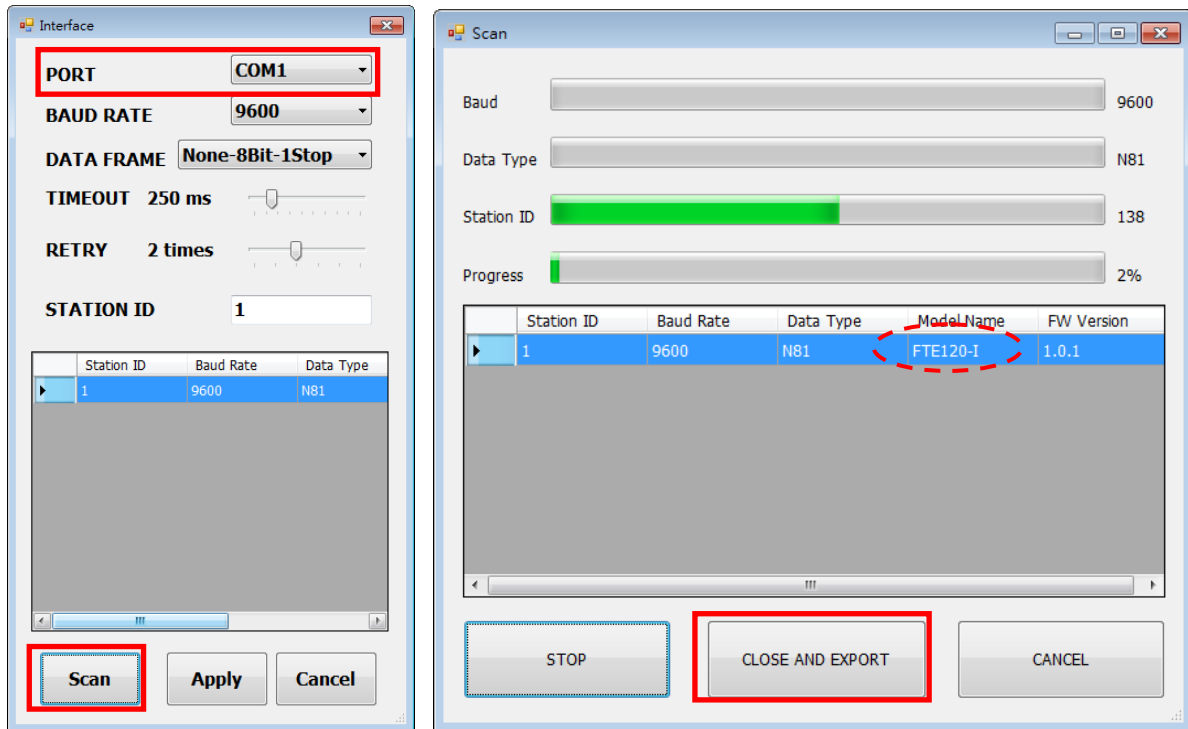 Interface
PORT COM1
BAUD RATE 9600
DATA FRAME None-8Bit-1Stop
TIMEOUT 250 ms
RETRY 2 times
STATION ID 1
Station ID Baud Rate Data Type
1 9600 N81
Scan Apply Cancel
Scan
Baud 9600
Data Type N81
Station ID 138
Progress 2%
Station ID Baud Rate Data Type Model Name FW Version
1 9600 N81 FTE120-I 1.0.1
STOP CLOSE AND EXPORT CANCEL